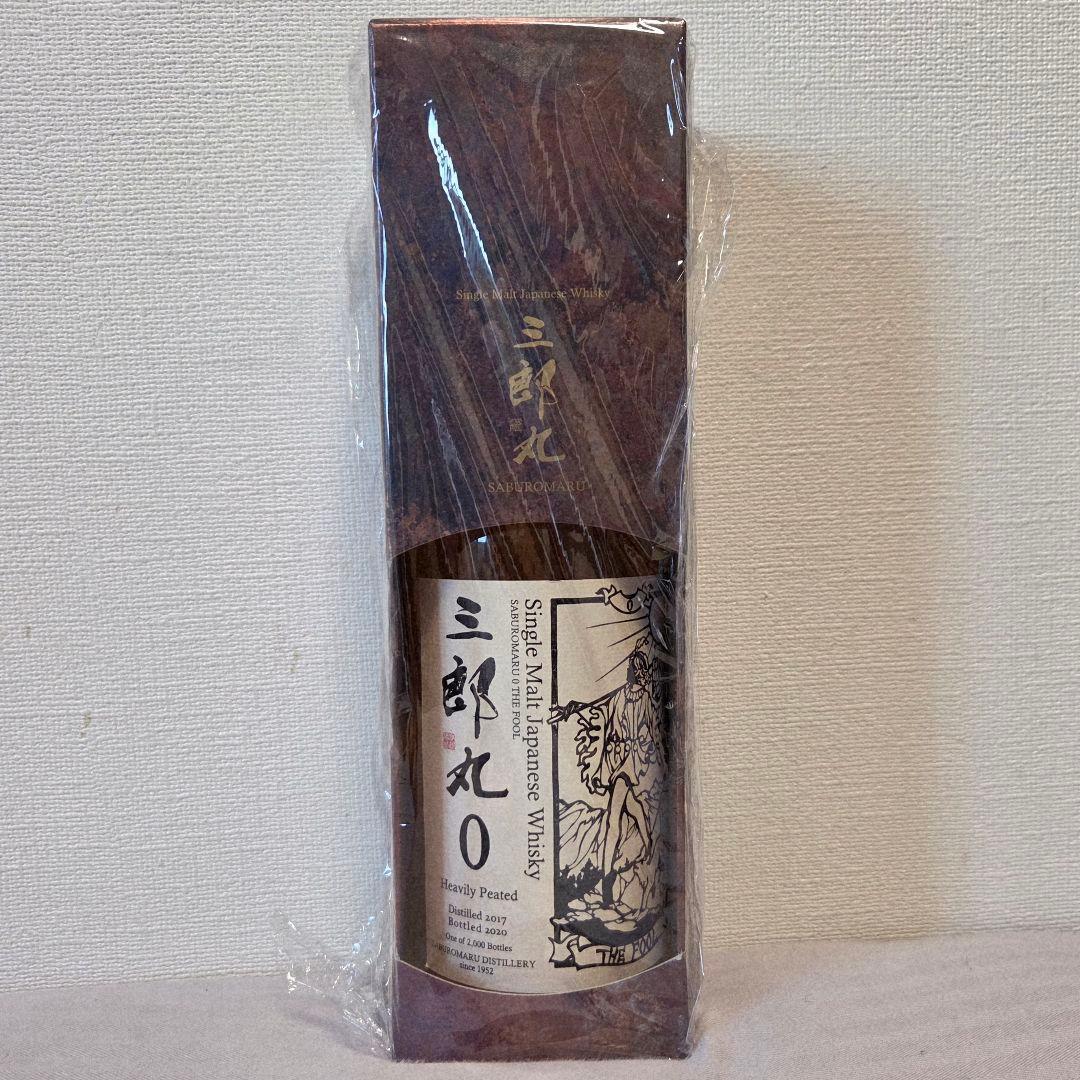 Single Malt Japanese Whisky
三郎丸
SABUROMARU
三郎丸0
SABUROMARU 0 THE FOOL
Single Malt Japanese Whisky
Heavily Peated
Distilled 2017
Bottled 2020
One of 2,000 Bottles
SABUROMARU DISTILLERY
since 1952
0
THE FOOL